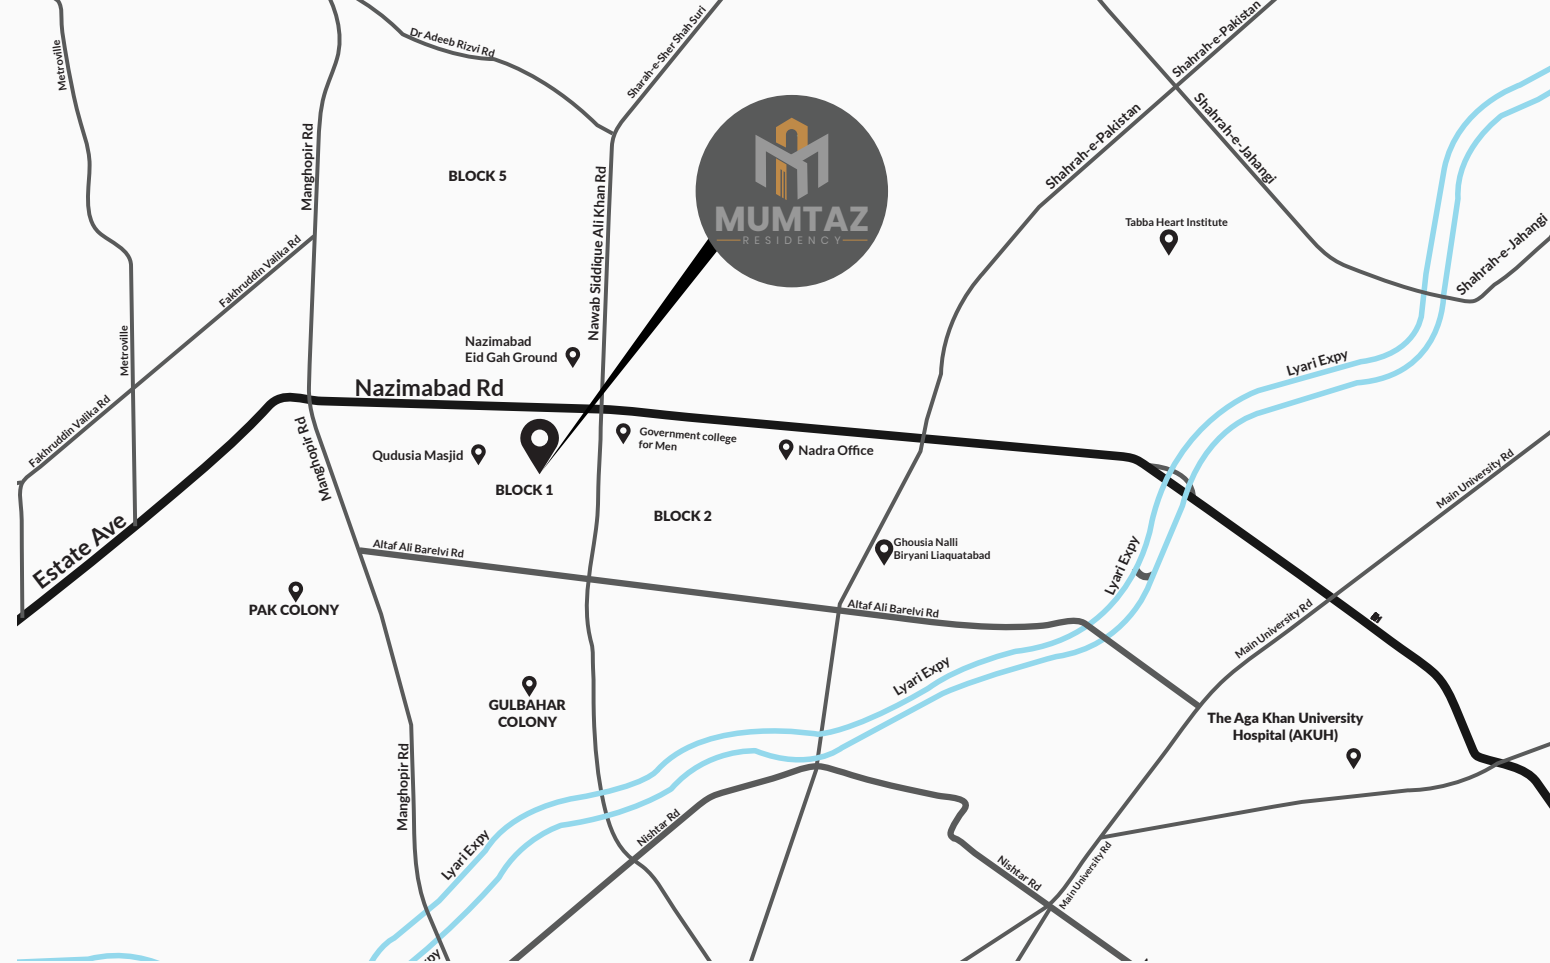 Metroville
Dr Adeeb Rizvi Rd
Sharah-e-Sher Shah Suri
Shahrah-e-Pakistan
Shahrah-e-Pakistan
Shahrah-e-Jahangi
Manghopir Rd
BLOCK 5
Nawab Siddique Ali Khan Rd
MUMTAZ
RESIDENCY
Tabba Heart Institute
Shahrah-e-Jahangi
Fakhruddin Valika Rd
Metroville
Nazimabad
Eid Gah Ground
Lyari Expy
Nazimabad Rd
Fakhruddin Valika Rd
Manghopir Rd
Qudusia Masjid
Government college
for Men
Nadra Office
BLOCK 1
BLOCK 2
Main University Rd
Estate Ave
Altaf Ali Barelvi Rd
Ghousia Nalli
Biryani Liaquatabad
Lyari Expy
PAK COLONY
Altaf Ali Barelvi Rd
Main University Rd
Lyari Expy
GULBAHAR
COLONY
The Aga Khan University
Hospital (AKUH)
Manghopir Rd
Nishtar Rd
Lyari Expy
Nishtar Rd
Main University Rd
py